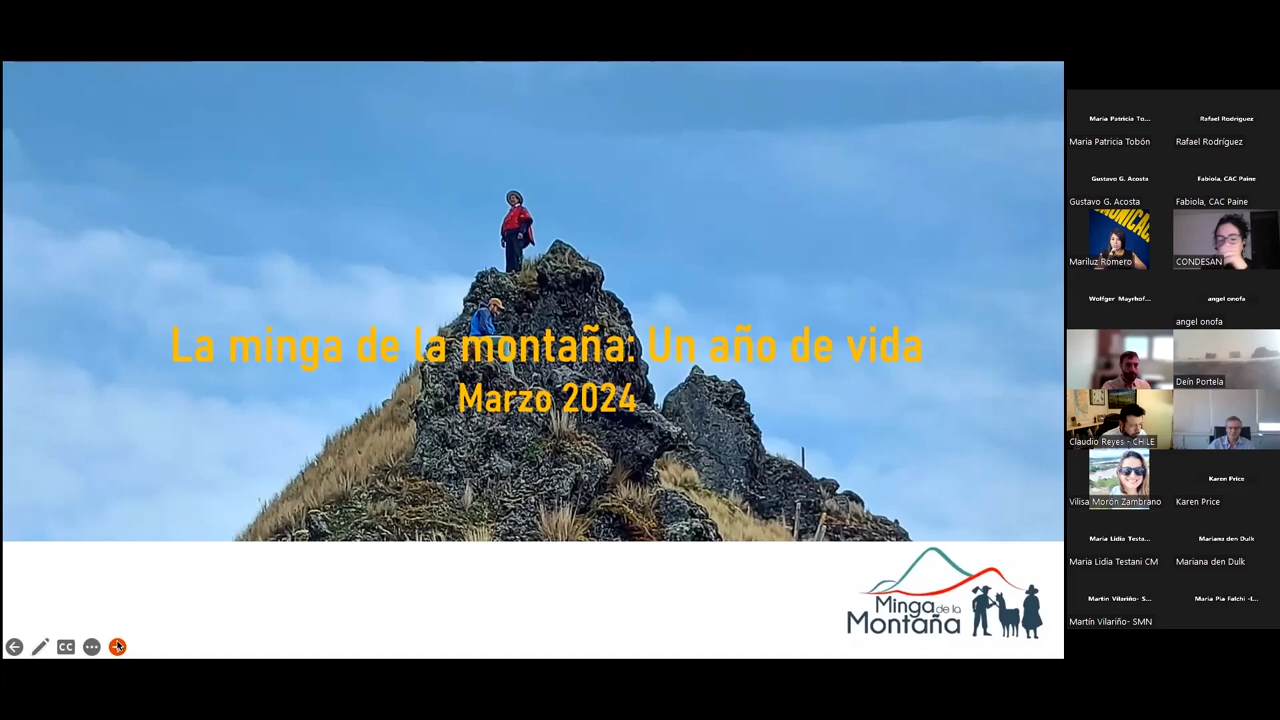 La minga de la montaña: Un año de vida
Marzo 2024
Minga de la
Montaña
CC
Maria Patricia To...
Maria Patricia Tobón
Rafael Rodríguez
Rafael Rodríguez
Gustavo G. Acosta
Gustavo G. Acosta
Fabiola, CAC Paine
Fabiola, CAC Paine
Mariluz Romero
CONDESAN
Wolfger Mayrhof...
angel onofa
angel onofa
Deín Portela
Claudio Reyes - CHILE
Vilisa Morón Zambrano
Karen Price
Karen Price
Maria Lidia Testa...
Maria Lidia Testani CM
Mariana den Dulk
Mariana den Dulk
Martín Vilariño- S...
Martín Vilariño- SMN
Maria Pia Falchi -I...